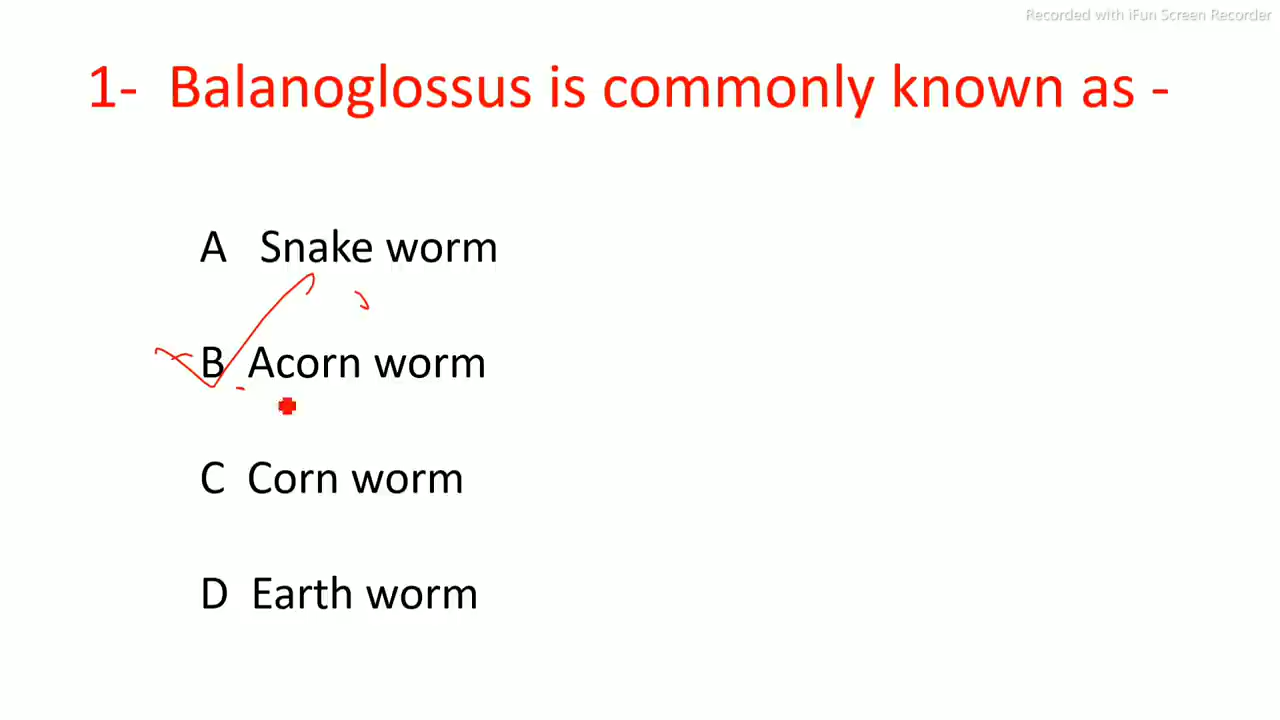 Recorded with iFun Screen Recorder
1- Balanoglossus is commonly known as -
A Snake worm
B Acorn worm
C Corn worm
D Earth worm